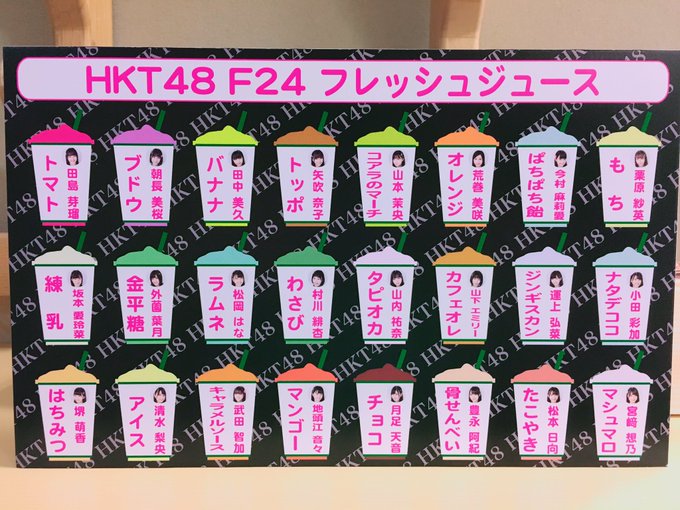 HKT48 F24 フレッシュジュース
トマト 田島 芽瑠
ブドウ 朝長 美桜
バナナ 田中 美久
トッポ 矢吹 奈子
コアラのマーチ 山本 茉央
オレンジ 荒巻 美咲
ぱちぱち飴 今村 麻莉愛
もち 栗原 紗英
練乳 坂本 愛玲菜
金平糖 外薗 葉月
ラムネ 松岡 はな
わさび 村川 緋杏
タピオカ 山内 祐奈
カフェオレ 山下 エミリー
ジンギスカン 運上 弘菜
ナタデココ 小田 彩加
はちみつ 堺 萌香
アイス 清水 梨央
キャラメルソース 武田 智加
マンゴー 地頭江 音々
チョコ 月足 天音
骨せんべい 豊永 阿紀
たこやき 松本 日向
マシュマロ 宮﨑 想乃
HKT48 HKT48 HKT48 HKT48